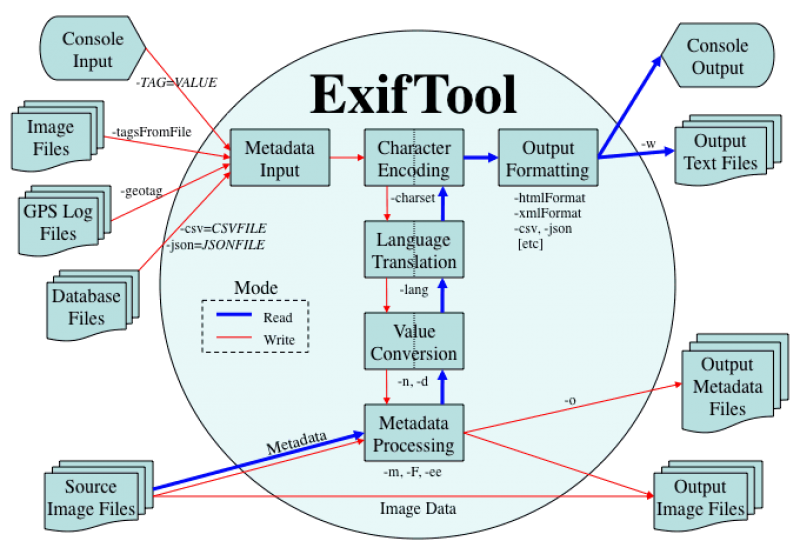 Console
Input
-TAG=VALUE
ExifTool
Console
Output
Image
Files
-tagsFromFile
Metadata
Input
Character
Encoding
Output
Formatting
-w
Output
Text Files
-geotag
GPS Log
Files
-charset
-htmlFormat
-xmlFormat
-csv, -json
[etc]
-csv=CSVFILE
-json=JSONFILE
Language
Translation
Database
Files
Mode
Read
Write
-lang
Value
Conversion
-n, -d
Output
Metadata
Files
-o
Metadata
Metadata
Processing
-m, -F, -ee
Source
Image Files
Image Data
Output
Image Files